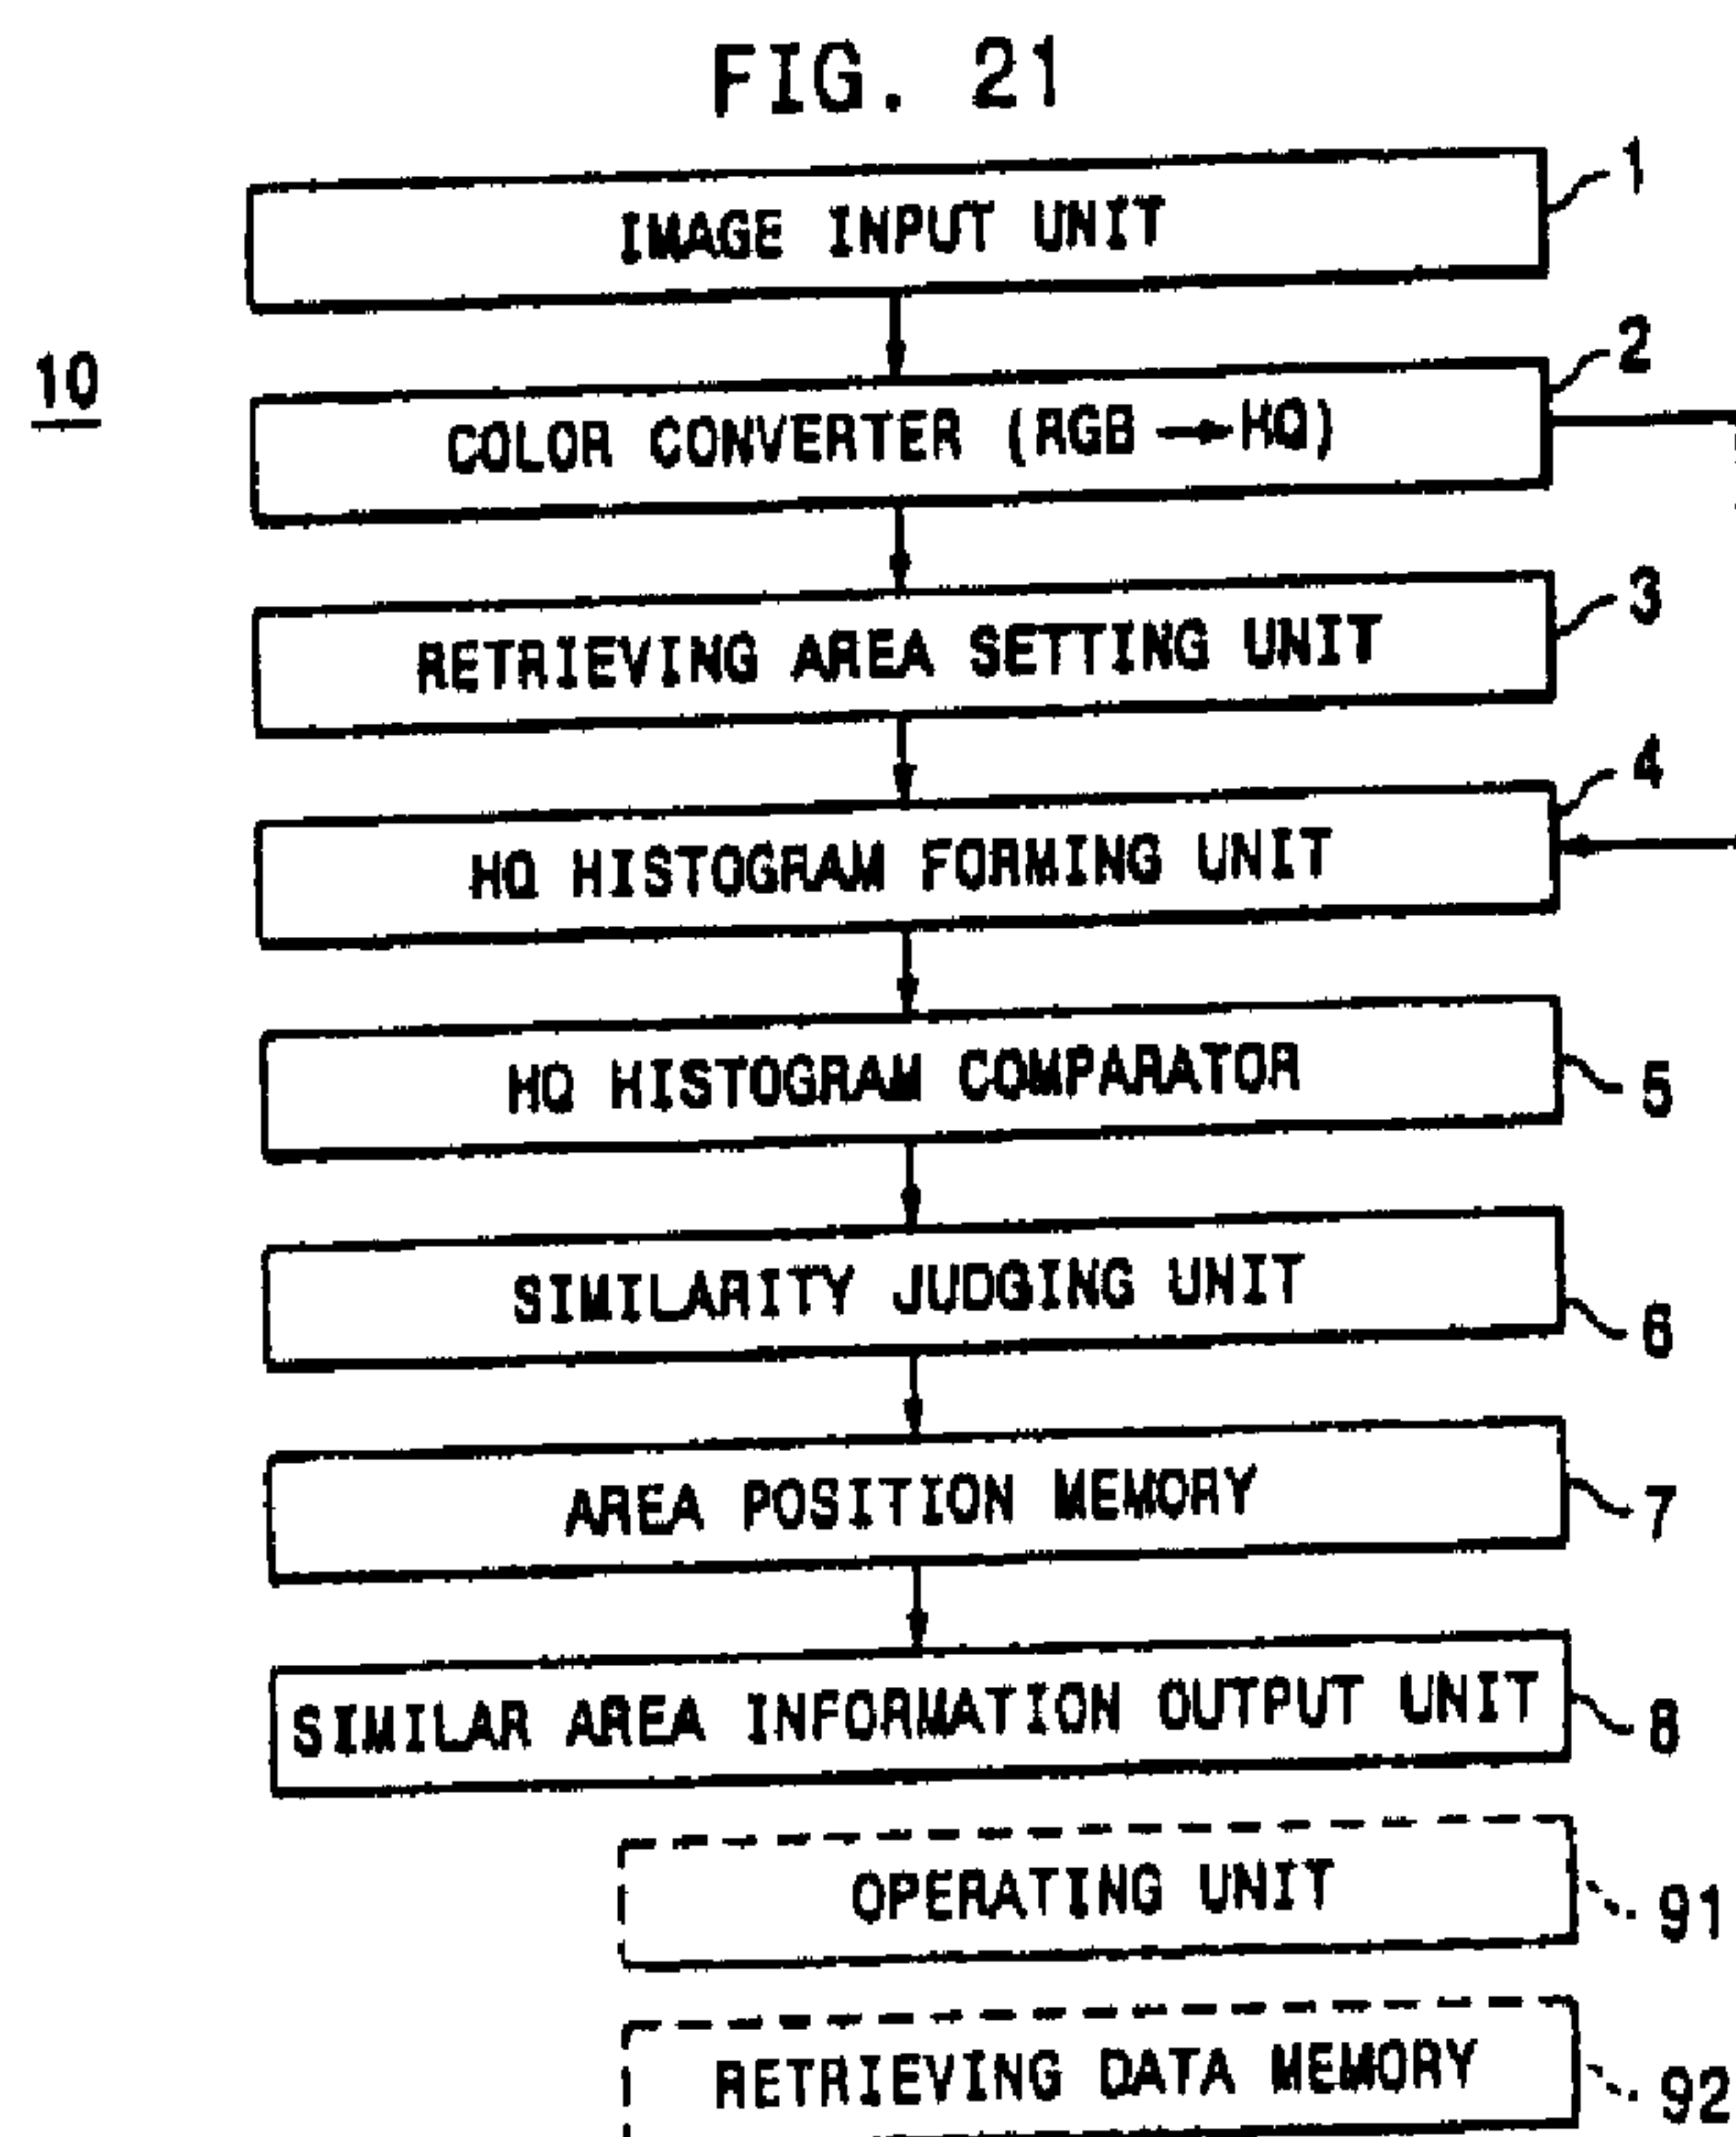 FIG. 21
10
IMAGE INPUT UNIT 1
COLOR CONVERTER (RGB → HQ) 2
RETRIEVING AREA SETTING UNIT 3
HQ HISTOGRAM FORMING UNIT 4
HQ HISTOGRAM COMPARATOR 5
SIMILARITY JUDGING UNIT 6
AREA POSITION MEMORY 7
SIMILAR AREA INFORMATION OUTPUT UNIT 8
OPERATING UNIT 91
RETRIEVING DATA MEMORY 92